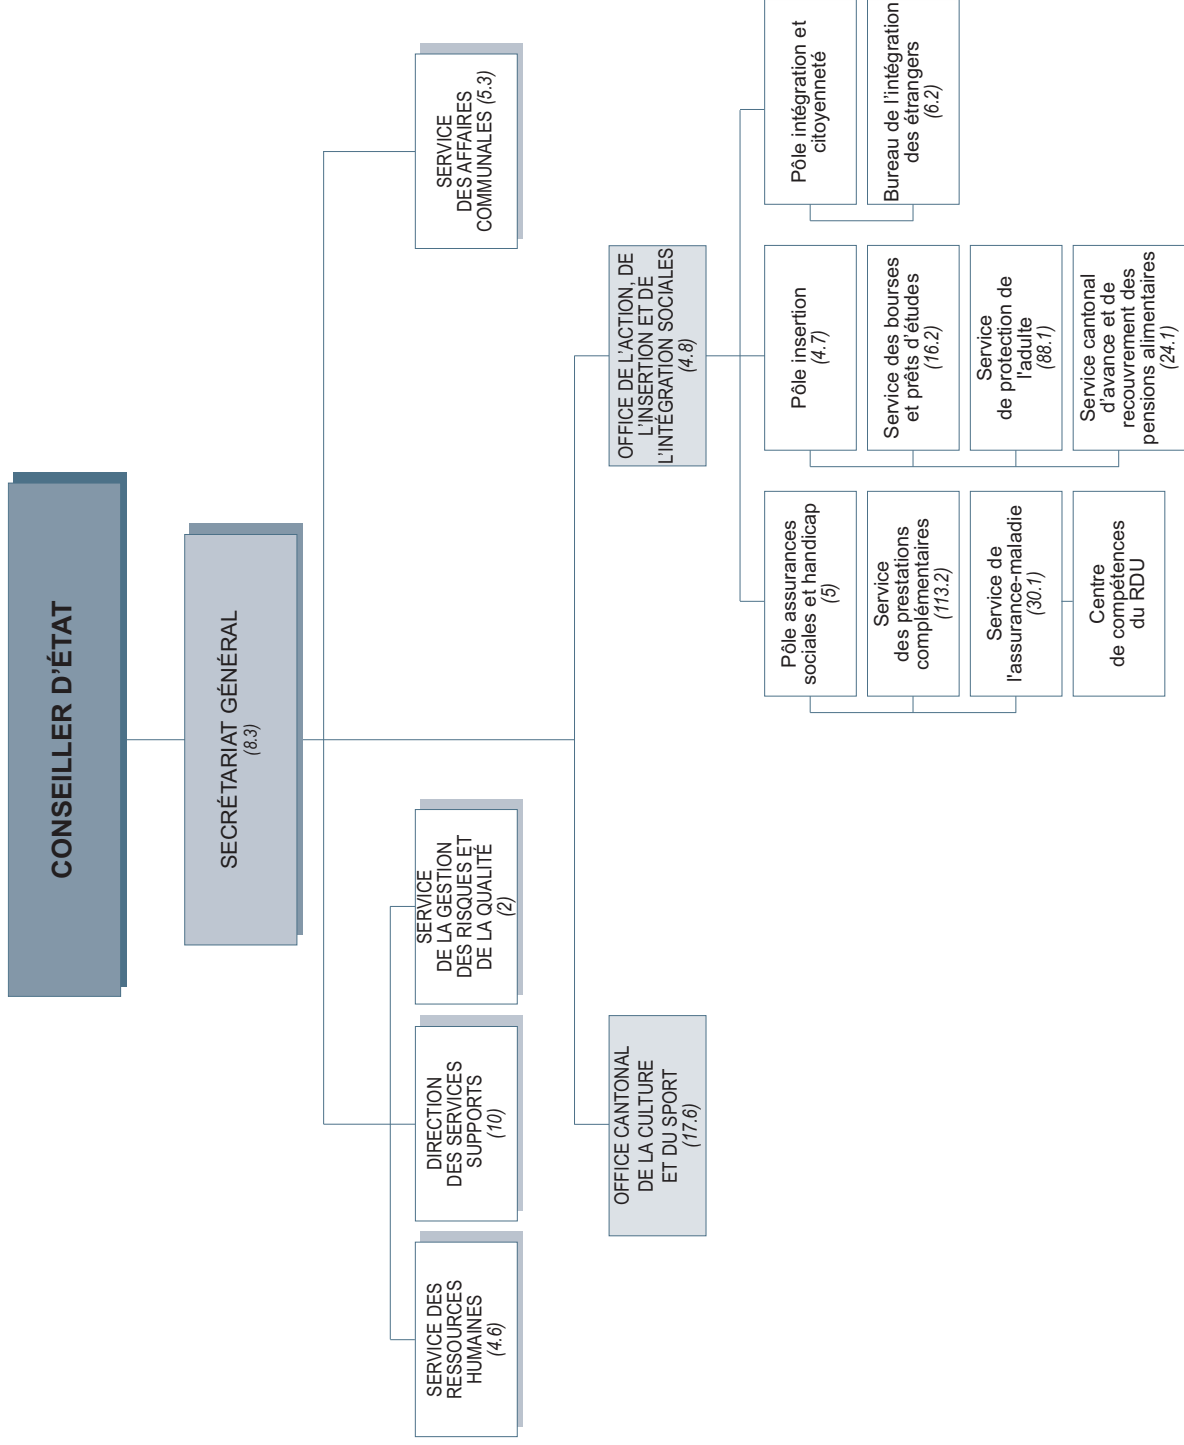 CONSEILLER D'ÉTAT
SECRÉTARIAT GÉNÉRAL
(8.3)
SERVICE DES
RESSOURCES
HUMAINES
(4.6)
DIRECTION
DES SERVICES
SUPPORTS
(10)
SERVICE
DE LA GESTION
DES RISQUES ET
DE LA QUALITÉ
(2)
SERVICE
DES AFFAIRES
COMMUNALES (5.3)
OFFICE CANTONAL
DE LA CULTURE
ET DU SPORT
(17.6)
OFFICE DE L'ACTION, DE
L'INSERTION ET DE
L'INTÉGRATION SOCIALES
(4.8)
Pôle assurances
sociales et handicap
(5)
Service
des prestations
complémentaires
(113.2)
Service de
l'assurance-maladie
(30.1)
Centre
de compétences
du RDU
Pôle insertion
(4.7)
Service des bourses
et prêts d'études
(16.2)
Service
de protection de
l'adulte
(88.1)
Service cantonal
d'avance et de
recouvrement des
pensions alimentaires
(24.1)
Pôle intégration et
citoyenneté
Bureau de l'intégration
des étrangers
(6.2)